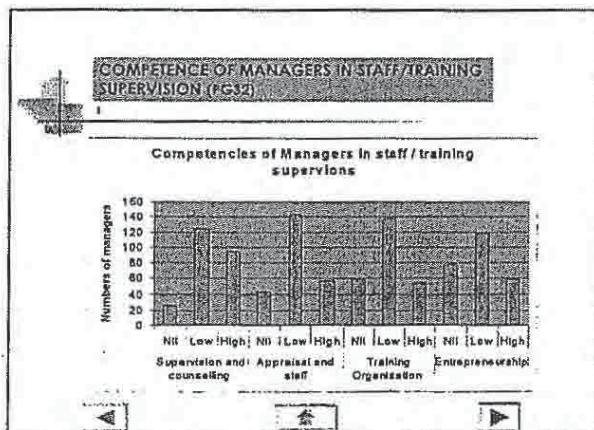 COMPETENCE OF MANAGERS IN STAFF/TRAINING
SUPERVISION (PG32)
Competencies of Managers in staff / training
supervions
Numbers of managers
160
140
120
100
80
60
40
20
0
Nil Low High Nil Low High Nil Low High Nil Low High
Supervision and Appraisal and Training Entrepreneurship
counselling staff Organization